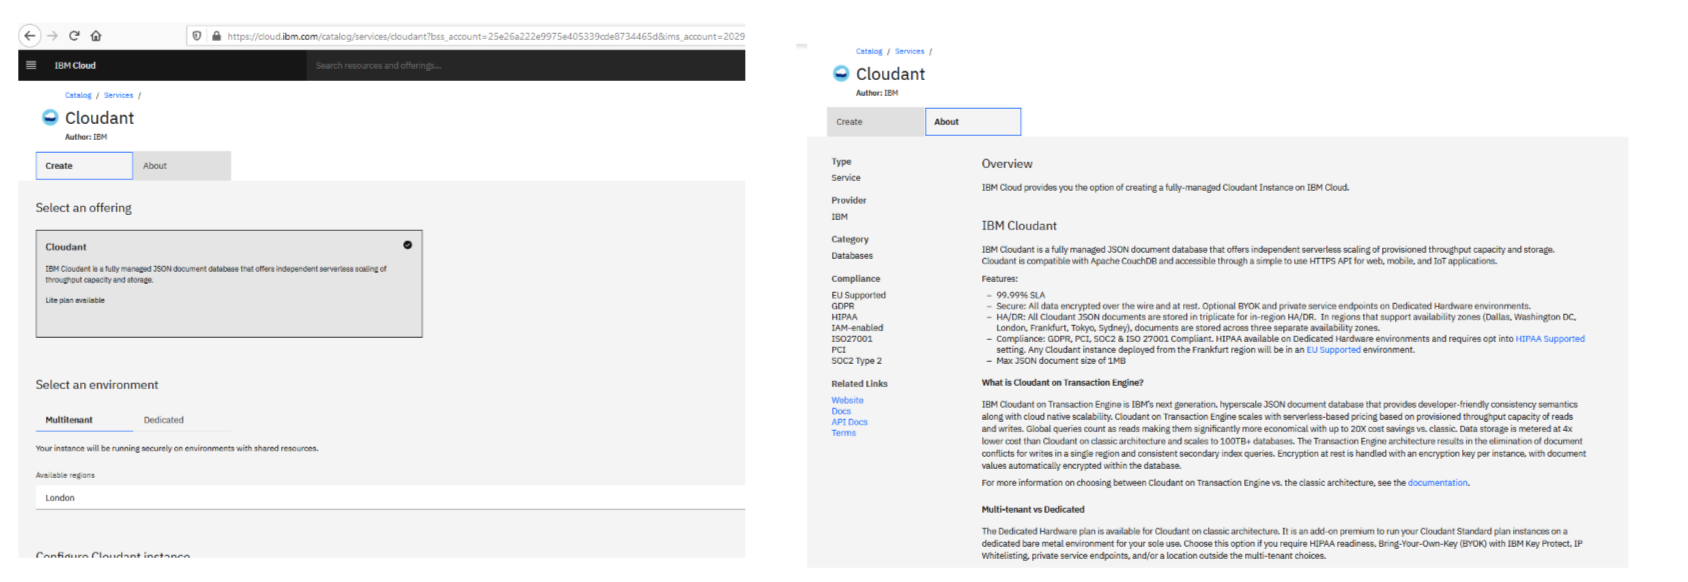 https://cloud.ibm.com/catalog/services/cloudant?bss_account=25e26a222e9975e405339cde8734465d&ims_account=2029
IBM Cloud
Search resources and offerings...
Catalog / Services /
Cloudant
Author: IBM
Create About
Select an offering
Cloudant
IBM Cloudant is a fully managed JSON document database that offers independent serverless scaling of
throughput capacity and storage.
Lite plan available
Select an environment
Multitenant Dedicated
Your instance will be running securely on environments with shared resources.
Available regions
London
Configure Cloudant instance
Catalog / Services /
Cloudant
Author: IBM
Create About
Type
Service
Provider
IBM
Category
Databases
Compliance
EU Supported
GDPR
HIPAA
IAM-enabled
ISO27001
PCI
SOC2 Type 2
Related Links
Website
Docs
API Docs
Terms
Overview
IBM Cloud provides you the option of creating a fully-managed Cloudant Instance on IBM Cloud.
IBM Cloudant
IBM Cloudant is a fully managed JSON document database that offers independent serverless scaling of provisioned throughput capacity and storage.
Cloudant is compatible with Apache CouchDB and accessible through a simple to use HTTPS API for web, mobile, and IoT applications.
Features:
– 99.99% SLA
– Secure: All data encrypted over the wire and at rest. Optional BYOK and private service endpoints on Dedicated Hardware environments.
– HA/DR: All Cloudant JSON documents are stored in triplicate for in-region HA/DR. In regions that support availability zones (Dallas, Washington DC,
London, Frankfurt, Tokyo, Sydney), documents are stored across three separate availability zones.
– Compliance: GDPR, PCI, SOC2 & ISO 27001 Compliant. HIPAA available on Dedicated Hardware environments and requires opt into HIPAA Supported
setting. Any Cloudant instance deployed from the Frankfurt region will be in an EU Supported environment.
– Max JSON document size of 1MB
What is Cloudant on Transaction Engine?
IBM Cloudant on Transaction Engine is IBM's next generation, hyperscale JSON document database that provides developer-friendly consistency semantics
along with cloud native scalability. Cloudant on Transaction Engine scales with serverless-based pricing based on provisioned throughput capacity of reads
and writes. Global queries count as reads making them significantly more economical with up to 20X cost savings vs. classic. Data storage is metered at 4x
lower cost than Cloudant on classic architecture and scales to 100TB+ databases. The Transaction Engine architecture results in the elimination of document
conflicts for writes in a single region and consistent secondary index queries. Encryption at rest is handled with an encryption key per instance, with document
values automatically encrypted within the database.
For more information on choosing between Cloudant on Transaction Engine vs. the classic architecture, see the documentation.
Multi-tenant vs Dedicated
The Dedicated Hardware plan is available for Cloudant on classic architecture. It is an add-on premium to run your Cloudant Standard plan instances on a
dedicated bare metal environment for your sole use. Choose this option if you require HIPAA readiness, Bring-Your-Own-Key (BYOK) with IBM Key Protect, IP
Whitelisting, private service endpoints, and/or a location outside the multi-tenant choices.